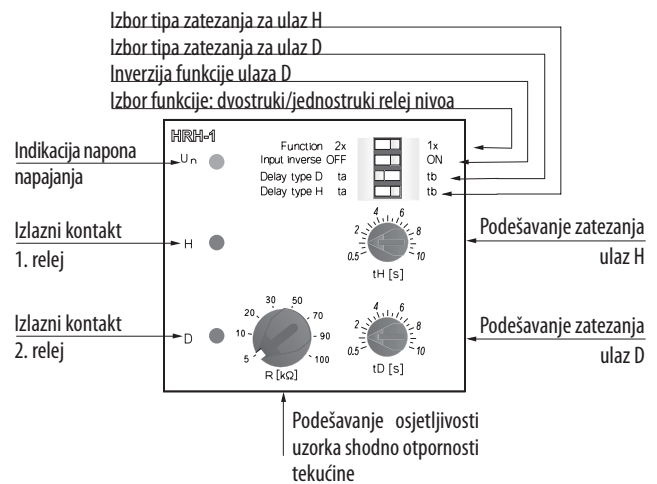 Izbor tipa zatezanja za ulaz H
Izbor tipa zatezanja za ulaz D
Inverzija funkcije ulaza D
Izbor funkcije: dvostruki/jednostruki relej nivoa
HRH-1
Function 2x 1x
Input inverse OFF ON
Delay type D ta tb
Delay type H ta tb
Indikacija napona
napajanja
Un
Izlazni kontakt
1. relej
H
0.5 2 4 6 8 10
tH [s]
Podešavanje zatezanja
ulaz H
Izlazni kontakt
2. relej
D
5 10 20 30 50 70 90 100
R [kΩ]
0.5 2 4 6 8 10
tD [s]
Podešavanje zatezanja
ulaz D
Podešavanje osjetljivosti
uzorka shodno otpornosti
tekućine